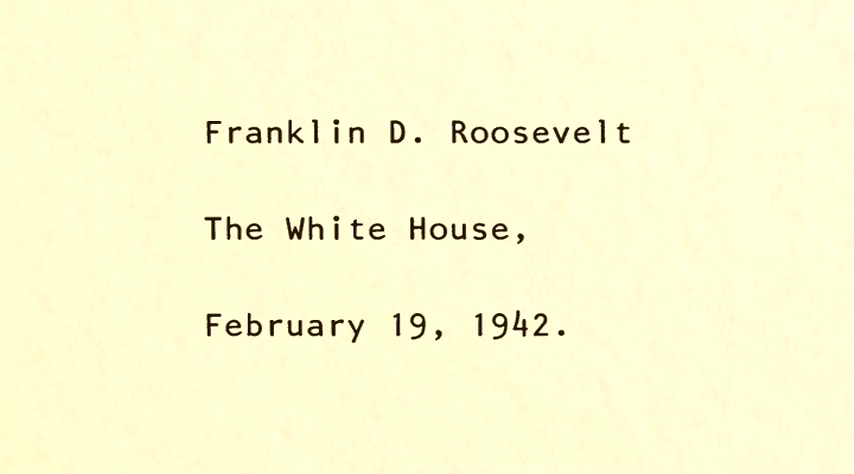 Franklin D. Roosevelt
The White House,
February 19, 1942.